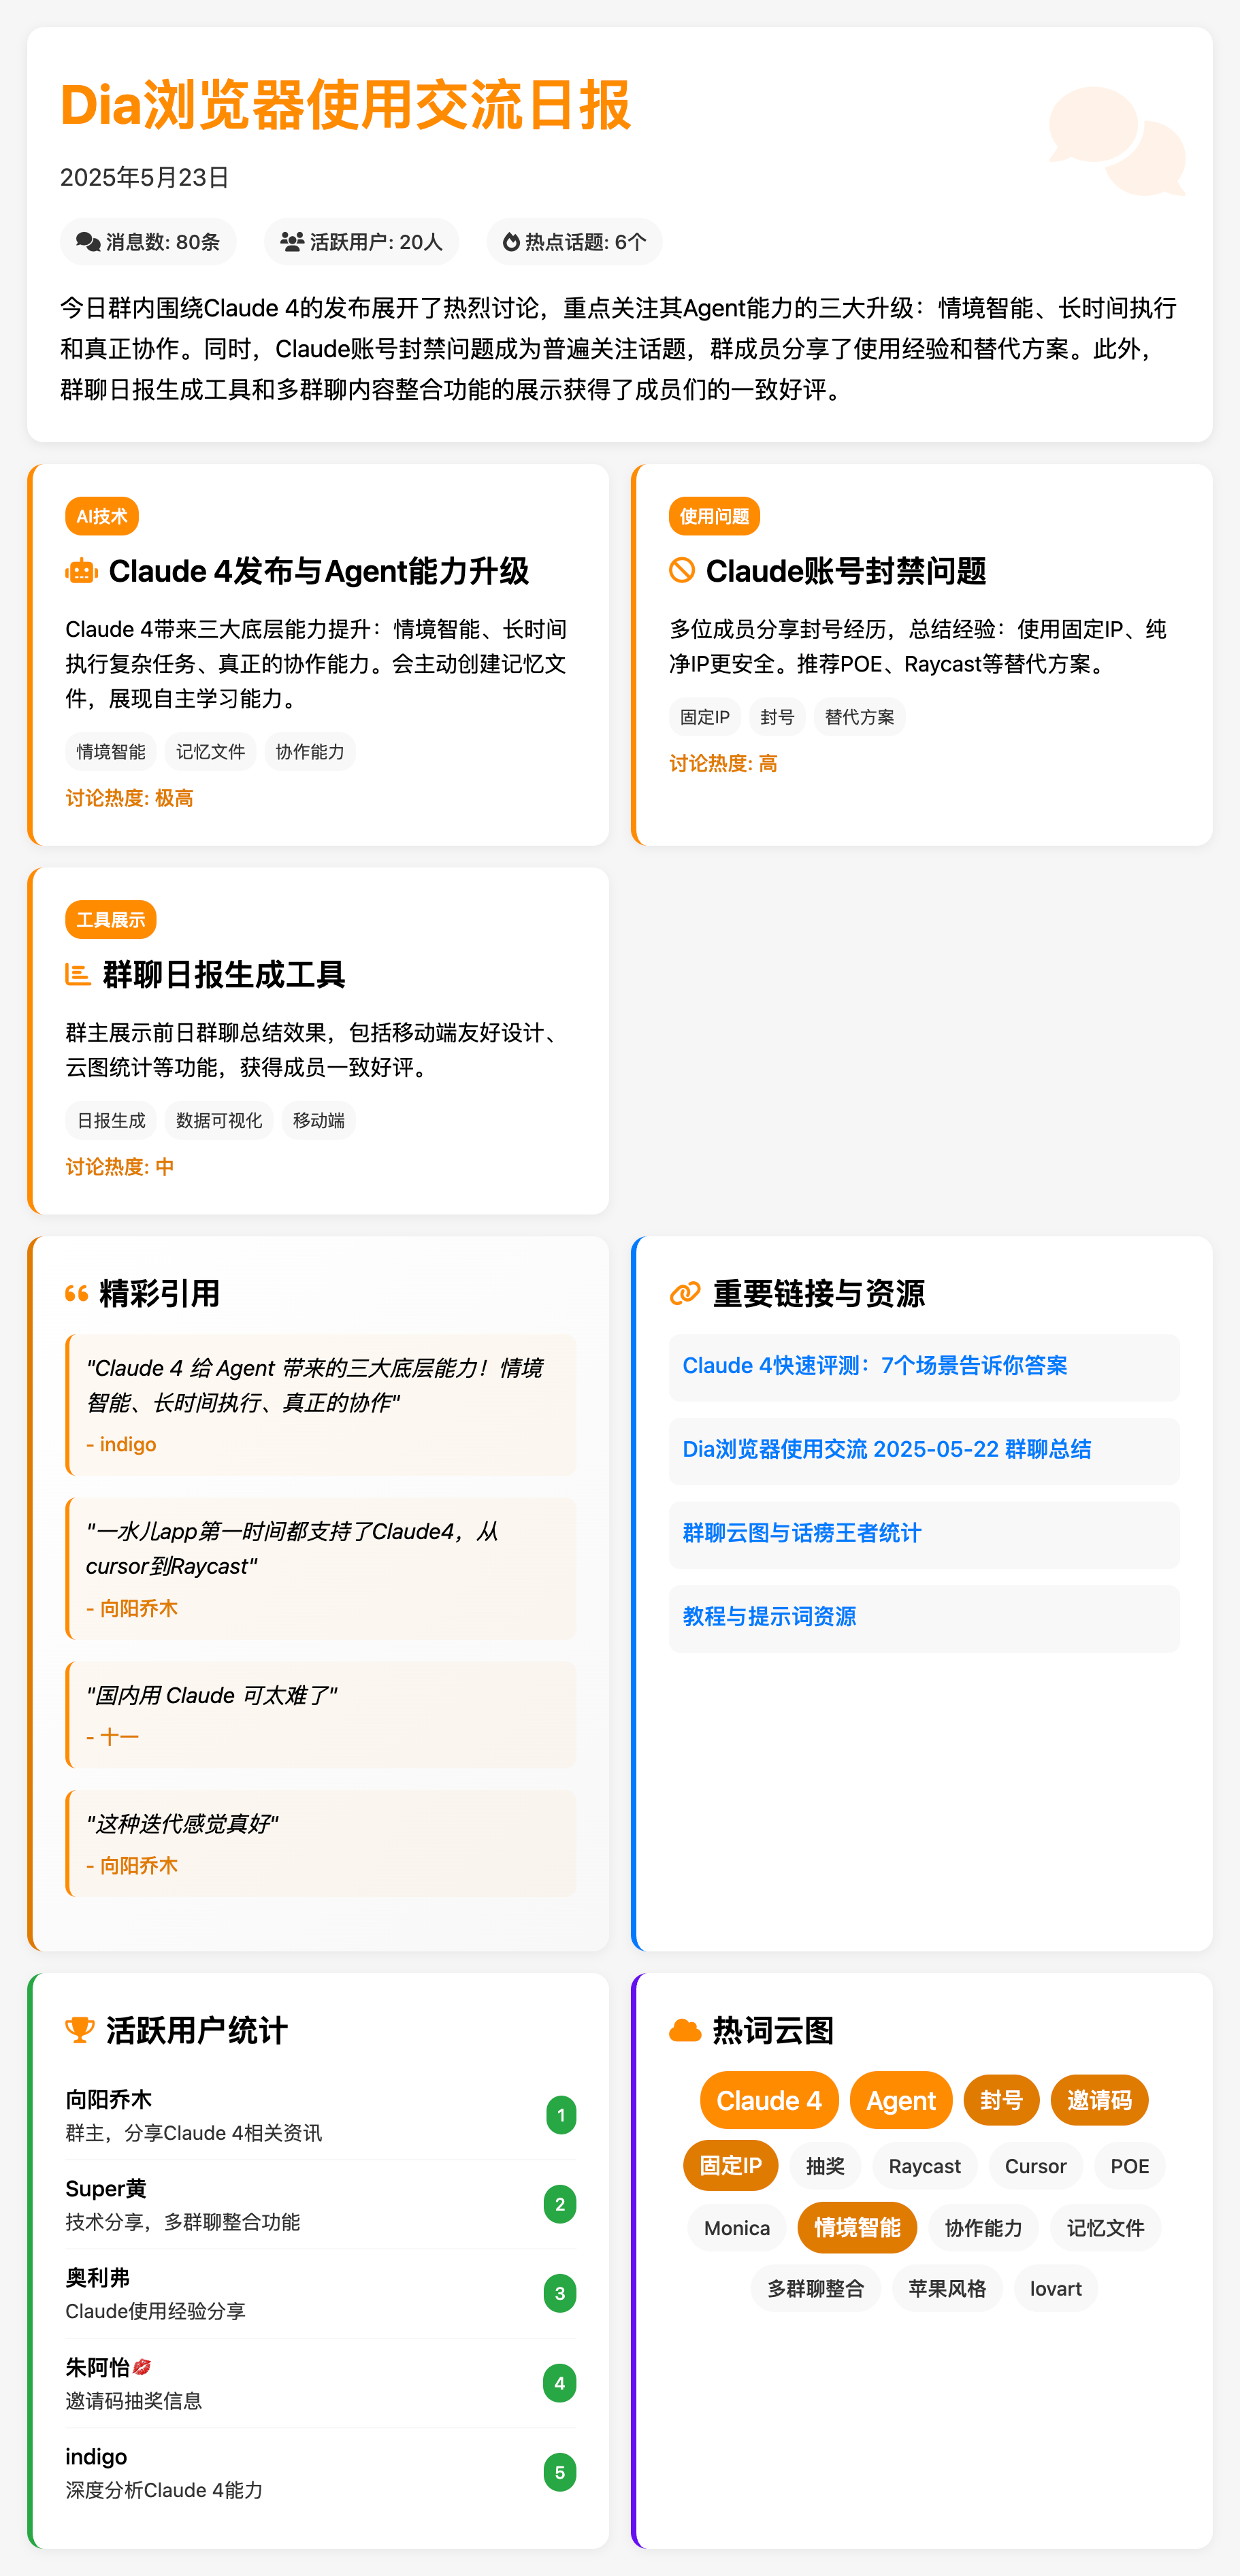 Dia浏览器使用交流日报
2025年5月23日
消息数: 80条
活跃用户: 20人
热点话题: 6个
今日群内围绕Claude 4的发布展开了热烈讨论，重点关注其Agent能力的三大升级：情境智能、长时间执行
和真正协作。同时，Claude账号封禁问题成为普遍关注话题，群成员分享了使用经验和替代方案。此外，
群聊日报生成工具和多群聊内容整合功能的展示获得了成员们的一致好评。
AI技术
Claude 4发布与Agent能力升级
Claude 4带来三大底层能力提升：情境智能、长时间
执行复杂任务、真正的协作能力。会主动创建记忆文
件，展现自主学习能力。
情境智能
记忆文件
协作能力
讨论热度: 极高
使用问题
Claude账号封禁问题
多位成员分享封号经历，总结经验：使用固定IP、纯
净IP更安全。推荐POE、Raycast等替代方案。
固定IP
封号
替代方案
讨论热度: 高
工具展示
群聊日报生成工具
群主展示前日群聊总结效果，包括移动端友好设计、
云图统计等功能，获得成员一致好评。
日报生成
数据可视化
移动端
讨论热度: 中
精彩引用
"Claude 4 给 Agent 带来的三大底层能力！情境
智能、长时间执行、真正的协作"
- indigo
"一水儿app第一时间都支持了Claude4，从
cursor到Raycast"
- 向阳乔木
"国内用 Claude 可太难了"
- 十一
"这种迭代感觉真好"
- 向阳乔木
重要链接与资源
Claude 4快速评测：7个场景告诉你答案
Dia浏览器使用交流 2025-05-22 群聊总结
群聊云图与话痨王者统计
教程与提示词资源
活跃用户统计
向阳乔木
群主，分享Claude 4相关资讯
1
Super黄
技术分享，多群聊整合功能
2
奥利弗
Claude使用经验分享
3
朱阿怡💋
邀请码抽奖信息
4
indigo
深度分析Claude 4能力
5
热词云图
Claude 4
Agent
封号
邀请码
固定IP
抽奖
Raycast
Cursor
POE
Monica
情境智能
协作能力
记忆文件
多群聊整合
苹果风格
lovart